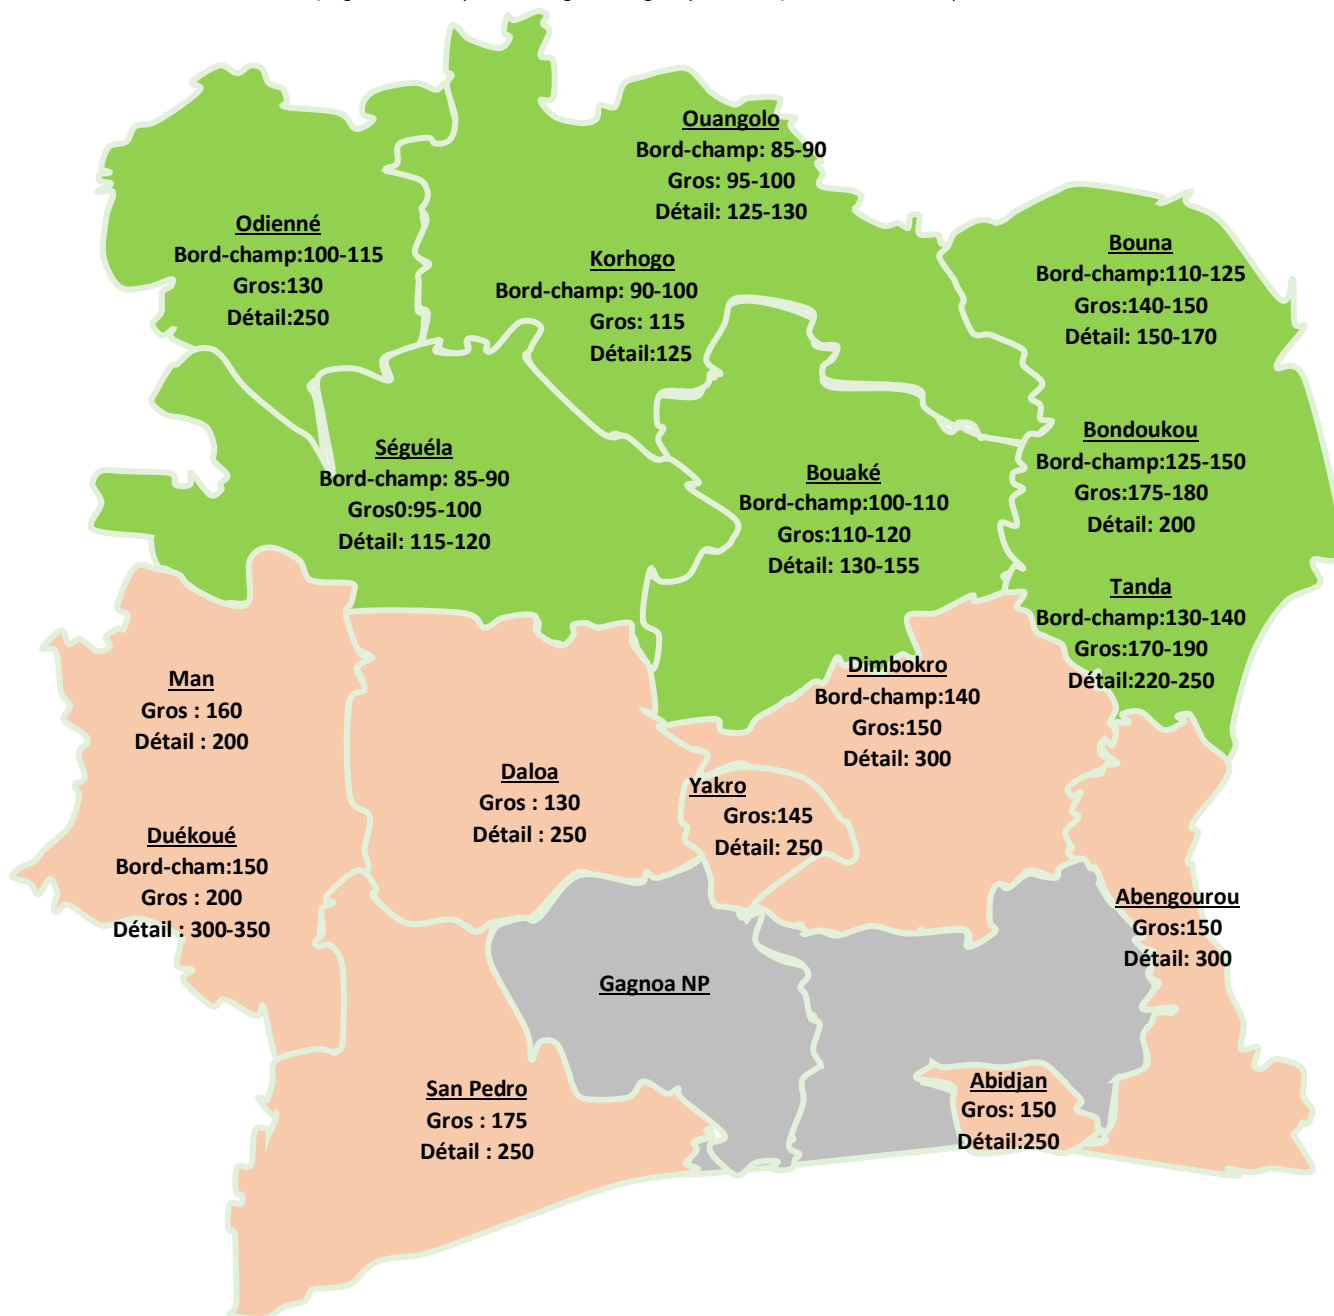 Ouangolo
Bord-champ: 85-90
Gros: 95-100
Détail: 125-130
Odienné
Bord-champ:100-115
Gros:130
Détail:250
Korhogo
Bord-champ: 90-100
Gros: 115
Détail:125
Bouna
Bord-champ:110-125
Gros:140-150
Détail: 150-170
Séguéla
Bord-champ: 85-90
Gros0:95-100
Détail: 115-120
Bouaké
Bord-champ:100-110
Gros:110-120
Détail: 130-155
Bondoukou
Bord-champ:125-150
Gros:175-180
Détail: 200
Tanda
Bord-champ:130-140
Gros:170-190
Détail:220-250
Man
Gros : 160
Détail : 200
Dimbokro
Bord-champ:140
Gros:150
Détail: 300
Daloa
Gros : 130
Détail : 250
Yakro
Gros:145
Détail: 250
Duékoué
Bord-cham:150
Gros : 200
Détail : 300-350
Abengourou
Gros:150
Détail: 300
Gagnoa NP
San Pedro
Gros : 175
Détail : 250
Abidjan
Gros: 150
Détail:250